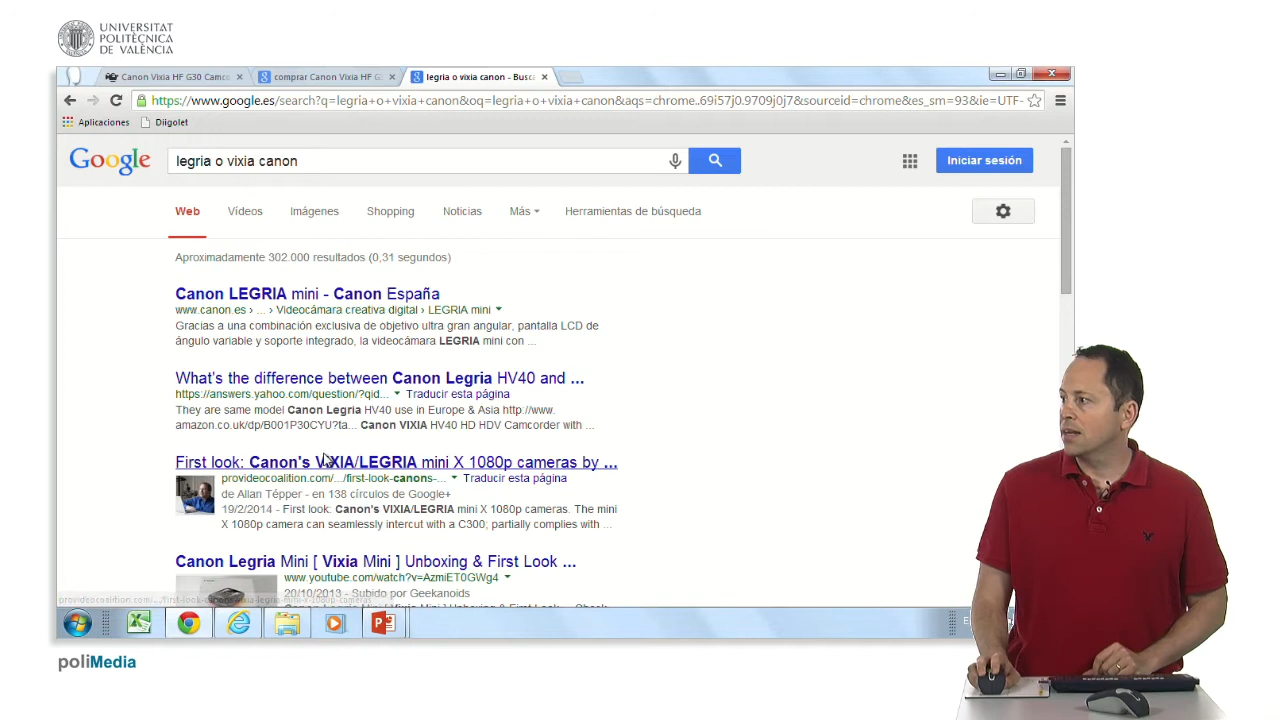 UNIVERSITAT
POLITÈCNICA
DE VALÈNCIA
Canon Vixia HF G30 Camco
comprar Canon Vixia HF G
legria o vixia canon - Busca
https://www.google.es/search?q=legria+o+vixia+canon&oq=legria+o+vixia+canon&aqs=chrome..69i57j0.9709j0j7&sourceid=chrome&es_sm=93&ie=UTF-
Aplicaciones
Diigolet
Google
legria o vixia canon
Iniciar sesión
Web Vídeos Imágenes Shopping Noticias Más Herramientas de búsqueda
Aproximadamente 302.000 resultados (0,31 segundos)
Canon LEGRIA mini - Canon España
www.canon.es › ... › Videocámara creativa digital › LEGRIA mini
Gracias a una combinación exclusiva de objetivo ultra gran angular, pantalla LCD de
ángulo variable y soporte integrado, la videocámara LEGRIA mini con ...
What's the difference between Canon Legria HV40 and ...
https://answers.yahoo.com/question/?qid... Traducir esta página
They are same model Canon Legria HV40 use in Europe & Asia http://www.
amazon.co.uk/dp/B001P30CYU?ta... Canon VIXIA HV40 HD HDV Camcorder with ...
First look: Canon's VIXIA/LEGRIA mini X 1080p cameras by ...
provideocoalition.com/.../first-look-canons-... Traducir esta página
de Allan Tépper - en 138 círculos de Google+
19/2/2014 - First look: Canon's VIXIA/LEGRIA mini X 1080p cameras. The mini
X 1080p camera can seamlessly intercut with a C300; partially complies with ...
Canon Legria Mini [ Vixia Mini ] Unboxing & First Look ...
www.youtube.com/watch?v=AzmiET0GWg4
20/10/2013 - Subido por Geekanoids
poliMedia